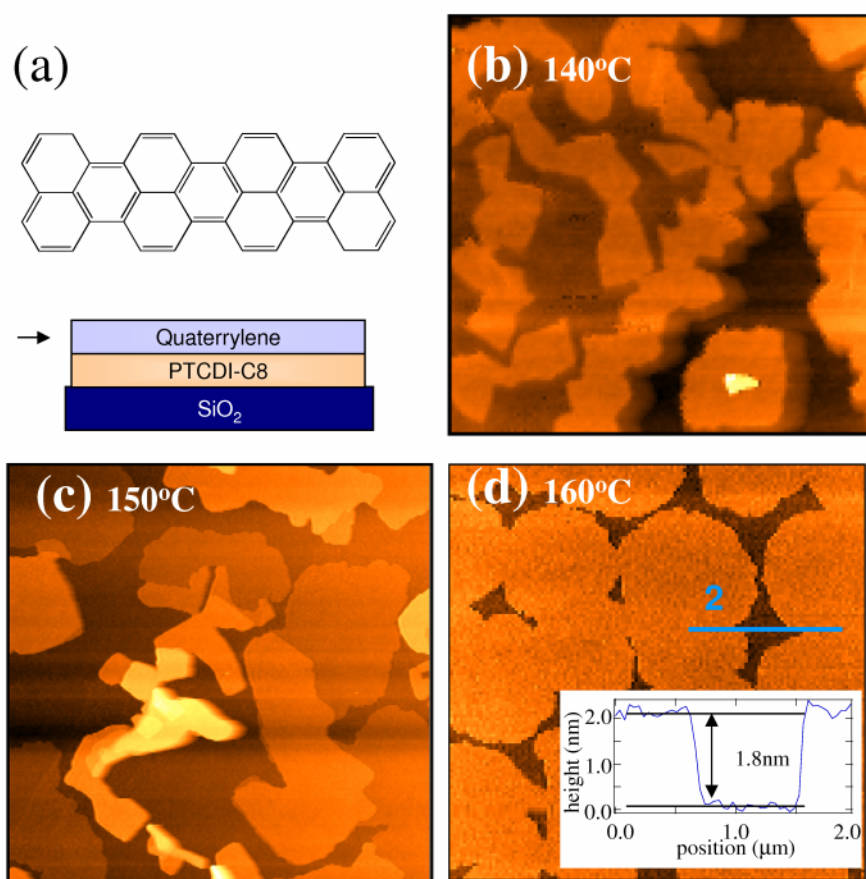 (a)
Quaterrylene
PTCDI-C8
SiO₂
(b) 140°C
(c) 150°C
(d) 160°C
2
height (nm)
2.0
1.0
0.0
1.8nm
0.0 1.0 2.0
position (μm)